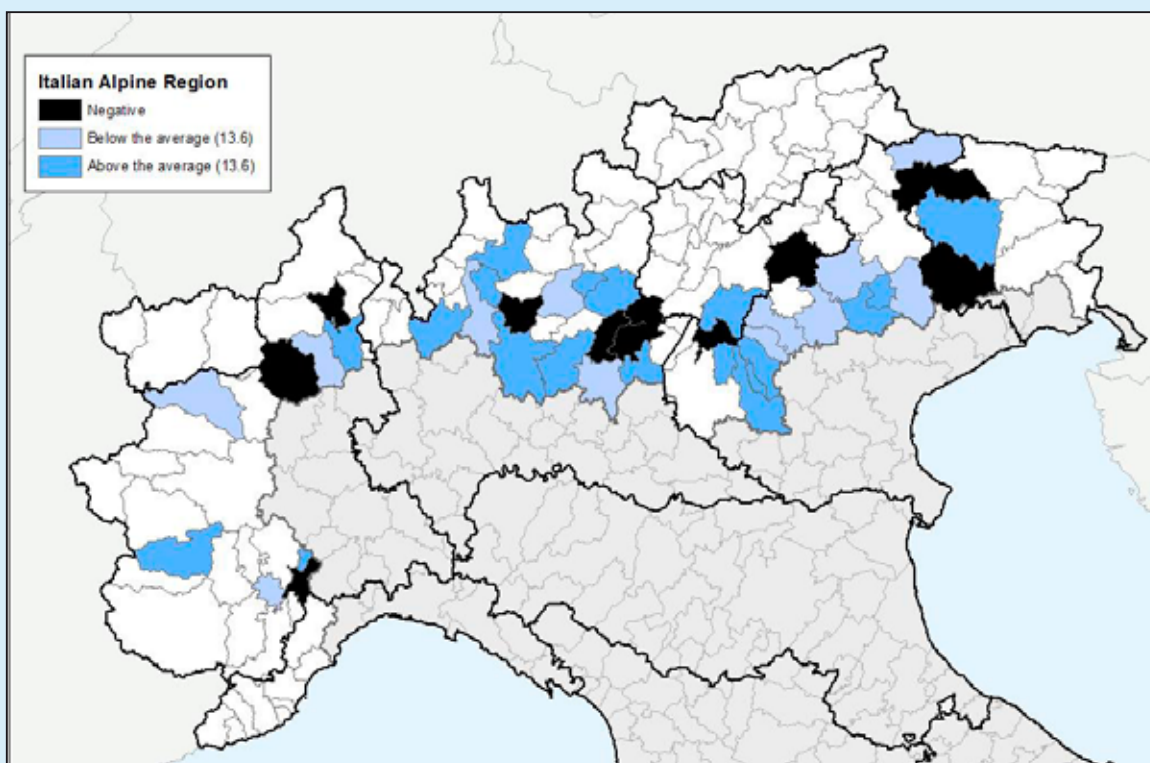 Italian Alpine Region
Negative
Below the average (13.6)
Above the average (13.6)